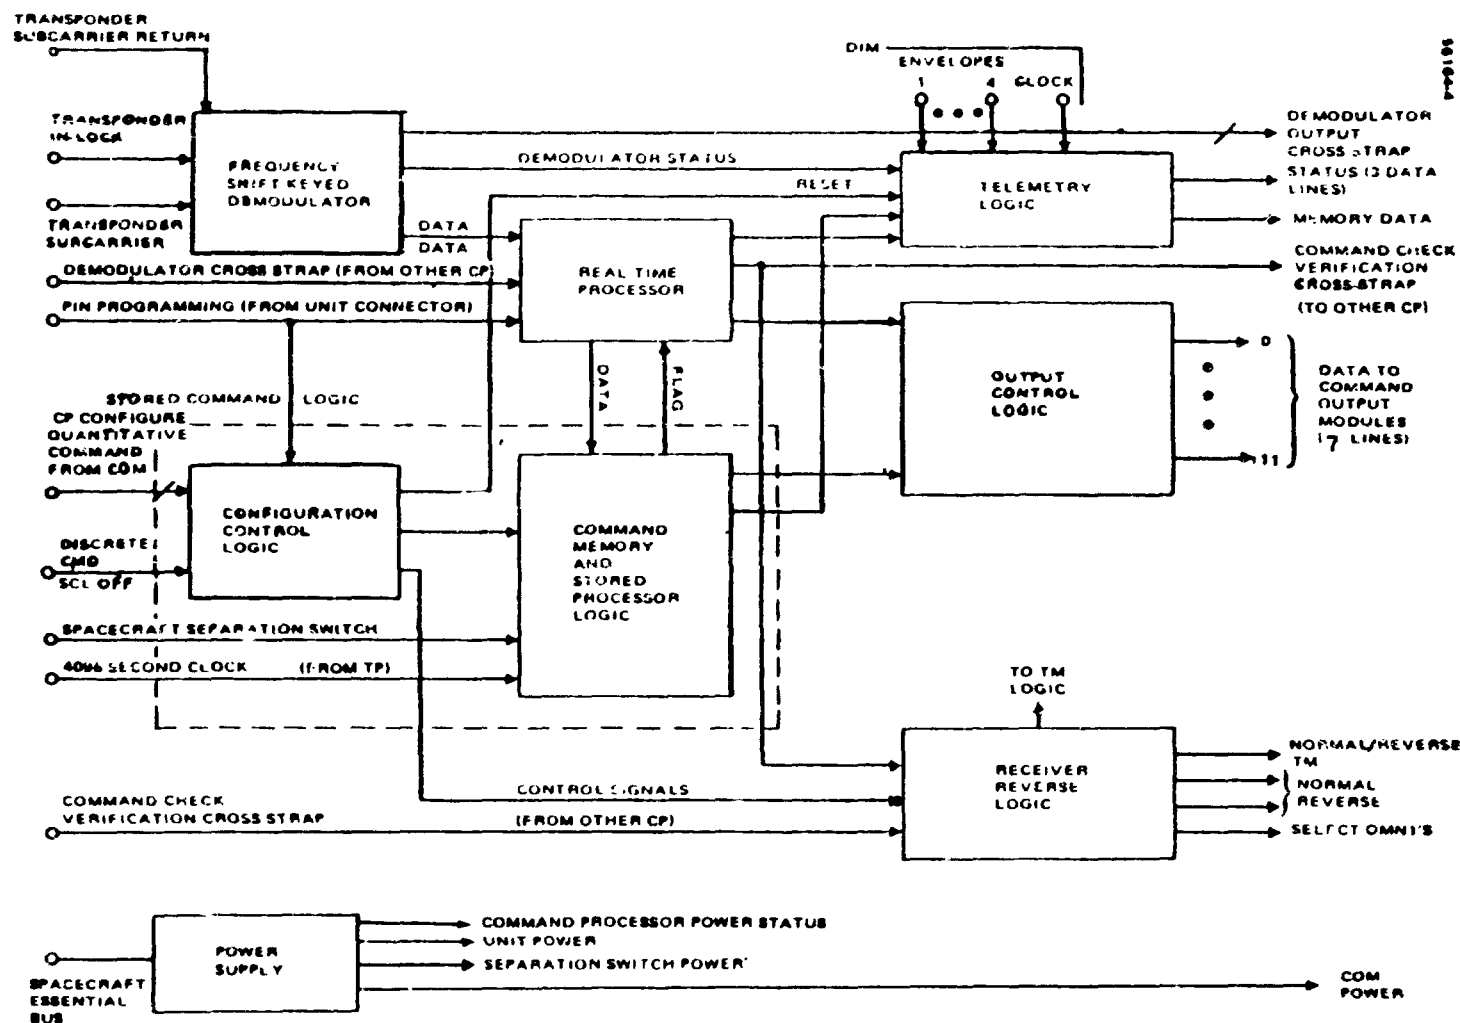 TRANSPONDER
SUBCARRIER RETURN
DIM
ENVELOPES
1
4
CLOCK
56164-4
TRANSPONDER
IN-LOCK
FREQUENCY
SHIFT KEYED
DEMODULATOR
TRANSPONDER
SUBCARRIER
DEMODULATOR STATUS
RESET
TELEMETRY
LOGIC
DEMODULATOR
OUTPUT
CROSS STRAP
STATUS (3 DATA
LINES)
MEMORY DATA
DATA
DATA
DEMODULATOR CROSS STRAP (FROM OTHER CP)
PIN PROGRAMMING (FROM UNIT CONNECTOR)
REAL TIME
PROCESSOR
COMMAND CHECK
VERIFICATION
CROSS-STRAP
(TO OTHER CP)
DATA
FLAG
OUTPUT
CONTROL
LOGIC
0
111
DATA TO
COMMAND
OUTPUT
MODULES
(7 LINES)
STORED COMMAND LOGIC
CP CONFIGURE
QUANTITATIVE
COMMAND
FROM COM
CONFIGURATION
CONTROL
LOGIC
DISCRETE
CMD
SCL OFF
COMMAND
MEMORY
AND
STORED
PROCESSOR
LOGIC
SPACECRAFT SEPARATION SWITCH
4096 SECOND CLOCK (FROM TP)
TO TM
LOGIC
RECEIVER
REVERSE
LOGIC
NORMAL/REVERSE
TM
NORMAL
REVERSE
SELECT OMNI'S
CONTROL SIGNALS
COMMAND CHECK
VERIFICATION CROSS STRAP
(FROM OTHER CP)
POWER
SUPPLY
SPACECRAFT
ESSENTIAL
BUS
COMMAND PROCESSOR POWER STATUS
UNIT POWER
SEPARATION SWITCH POWER
COM
POWER